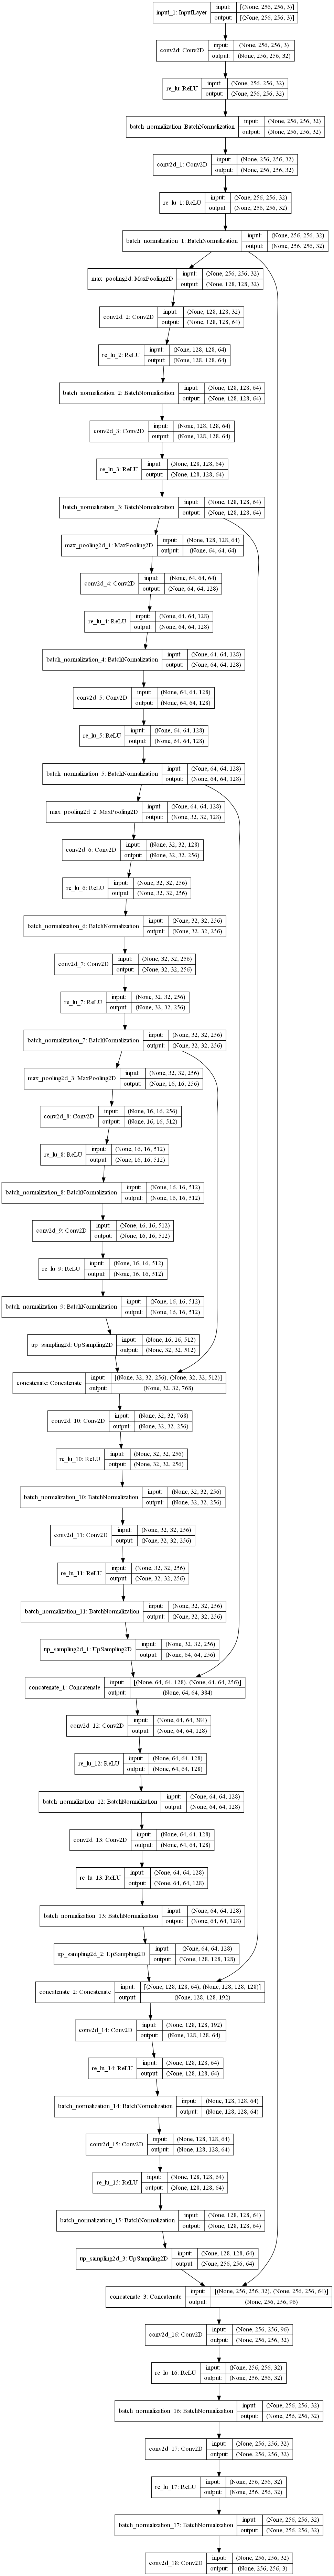 input_1: InputLayer input: [(None, 256, 256, 3)]
output: [(None, 256, 256, 3)]
conv2d: Conv2D input: (None, 256, 256, 3)
output: (None, 256, 256, 32)
re_lu: ReLU input: (None, 256, 256, 32)
output: (None, 256, 256, 32)
batch_normalization: BatchNormalization input: (None, 256, 256, 32)
output: (None, 256, 256, 32)
conv2d_1: Conv2D input: (None, 256, 256, 32)
output: (None, 256, 256, 32)
re_lu_1: ReLU input: (None, 256, 256, 32)
output: (None, 256, 256, 32)
batch_normalization_1: BatchNormalization input: (None, 256, 256, 32)
output: (None, 256, 256, 32)
max_pooling2d: MaxPooling2D input: (None, 256, 256, 32)
output: (None, 128, 128, 32)
conv2d_2: Conv2D input: (None, 128, 128, 32)
output: (None, 128, 128, 64)
re_lu_2: ReLU input: (None, 128, 128, 64)
output: (None, 128, 128, 64)
batch_normalization_2: BatchNormalization input: (None, 128, 128, 64)
output: (None, 128, 128, 64)
conv2d_3: Conv2D input: (None, 128, 128, 64)
output: (None, 128, 128, 64)
re_lu_3: ReLU input: (None, 128, 128, 64)
output: (None, 128, 128, 64)
batch_normalization_3: BatchNormalization input: (None, 128, 128, 64)
output: (None, 128, 128, 64)
max_pooling2d_1: MaxPooling2D input: (None, 128, 128, 64)
output: (None, 64, 64, 64)
conv2d_4: Conv2D input: (None, 64, 64, 64)
output: (None, 64, 64, 128)
re_lu_4: ReLU input: (None, 64, 64, 128)
output: (None, 64, 64, 128)
batch_normalization_4: BatchNormalization input: (None, 64, 64, 128)
output: (None, 64, 64, 128)
conv2d_5: Conv2D input: (None, 64, 64, 128)
output: (None, 64, 64, 128)
re_lu_5: ReLU input: (None, 64, 64, 128)
output: (None, 64, 64, 128)
batch_normalization_5: BatchNormalization input: (None, 64, 64, 128)
output: (None, 64, 64, 128)
max_pooling2d_2: MaxPooling2D input: (None, 64, 64, 128)
output: (None, 32, 32, 128)
conv2d_6: Conv2D input: (None, 32, 32, 128)
output: (None, 32, 32, 256)
re_lu_6: ReLU input: (None, 32, 32, 256)
output: (None, 32, 32, 256)
batch_normalization_6: BatchNormalization input: (None, 32, 32, 256)
output: (None, 32, 32, 256)
conv2d_7: Conv2D input: (None, 32, 32, 256)
output: (None, 32, 32, 256)
re_lu_7: ReLU input: (None, 32, 32, 256)
output: (None, 32, 32, 256)
batch_normalization_7: BatchNormalization input: (None, 32, 32, 256)
output: (None, 32, 32, 256)
max_pooling2d_3: MaxPooling2D input: (None, 32, 32, 256)
output: (None, 16, 16, 256)
conv2d_8: Conv2D input: (None, 16, 16, 256)
output: (None, 16, 16, 512)
re_lu_8: ReLU input: (None, 16, 16, 512)
output: (None, 16, 16, 512)
batch_normalization_8: BatchNormalization input: (None, 16, 16, 512)
output: (None, 16, 16, 512)
conv2d_9: Conv2D input: (None, 16, 16, 512)
output: (None, 16, 16, 512)
re_lu_9: ReLU input: (None, 16, 16, 512)
output: (None, 16, 16, 512)
batch_normalization_9: BatchNormalization input: (None, 16, 16, 512)
output: (None, 16, 16, 512)
up_sampling2d: UpSampling2D input: (None, 16, 16, 512)
output: (None, 32, 32, 512)
concatenate: Concatenate input: [(None, 32, 32, 256), (None, 32, 32, 512)]
output: (None, 32, 32, 768)
conv2d_10: Conv2D input: (None, 32, 32, 768)
output: (None, 32, 32, 256)
re_lu_10: ReLU input: (None, 32, 32, 256)
output: (None, 32, 32, 256)
batch_normalization_10: BatchNormalization input: (None, 32, 32, 256)
output: (None, 32, 32, 256)
conv2d_11: Conv2D input: (None, 32, 32, 256)
output: (None, 32, 32, 256)
re_lu_11: ReLU input: (None, 32, 32, 256)
output: (None, 32, 32, 256)
batch_normalization_11: BatchNormalization input: (None, 32, 32, 256)
output: (None, 32, 32, 256)
up_sampling2d_1: UpSampling2D input: (None, 32, 32, 256)
output: (None, 64, 64, 256)
concatenate_1: Concatenate input: [(None, 64, 64, 128), (None, 64, 64, 256)]
output: (None, 64, 64, 384)
conv2d_12: Conv2D input: (None, 64, 64, 384)
output: (None, 64, 64, 128)
re_lu_12: ReLU input: (None, 64, 64, 128)
output: (None, 64, 64, 128)
batch_normalization_12: BatchNormalization input: (None, 64, 64, 128)
output: (None, 64, 64, 128)
conv2d_13: Conv2D input: (None, 64, 64, 128)
output: (None, 64, 64, 128)
re_lu_13: ReLU input: (None, 64, 64, 128)
output: (None, 64, 64, 128)
batch_normalization_13: BatchNormalization input: (None, 64, 64, 128)
output: (None, 64, 64, 128)
up_sampling2d_2: UpSampling2D input: (None, 64, 64, 128)
output: (None, 128, 128, 128)
concatenate_2: Concatenate input: [(None, 128, 128, 64), (None, 128, 128, 128)]
output: (None, 128, 128, 192)
conv2d_14: Conv2D input: (None, 128, 128, 192)
output: (None, 128, 128, 64)
re_lu_14: ReLU input: (None, 128, 128, 64)
output: (None, 128, 128, 64)
batch_normalization_14: BatchNormalization input: (None, 128, 128, 64)
output: (None, 128, 128, 64)
conv2d_15: Conv2D input: (None, 128, 128, 64)
output: (None, 128, 128, 64)
re_lu_15: ReLU input: (None, 128, 128, 64)
output: (None, 128, 128, 64)
batch_normalization_15: BatchNormalization input: (None, 128, 128, 64)
output: (None, 128, 128, 64)
up_sampling2d_3: UpSampling2D input: (None, 128, 128, 64)
output: (None, 256, 256, 64)
concatenate_3: Concatenate input: [(None, 256, 256, 32), (None, 256, 256, 64)]
output: (None, 256, 256, 96)
conv2d_16: Conv2D input: (None, 256, 256, 96)
output: (None, 256, 256, 32)
re_lu_16: ReLU input: (None, 256, 256, 32)
output: (None, 256, 256, 32)
batch_normalization_16: BatchNormalization input: (None, 256, 256, 32)
output: (None, 256, 256, 32)
conv2d_17: Conv2D input: (None, 256, 256, 32)
output: (None, 256, 256, 32)
re_lu_17: ReLU input: (None, 256, 256, 32)
output: (None, 256, 256, 32)
batch_normalization_17: BatchNormalization input: (None, 256, 256, 32)
output: (None, 256, 256, 32)
conv2d_18: Conv2D input: (None, 256, 256, 32)
output: (None, 256, 256, 3)